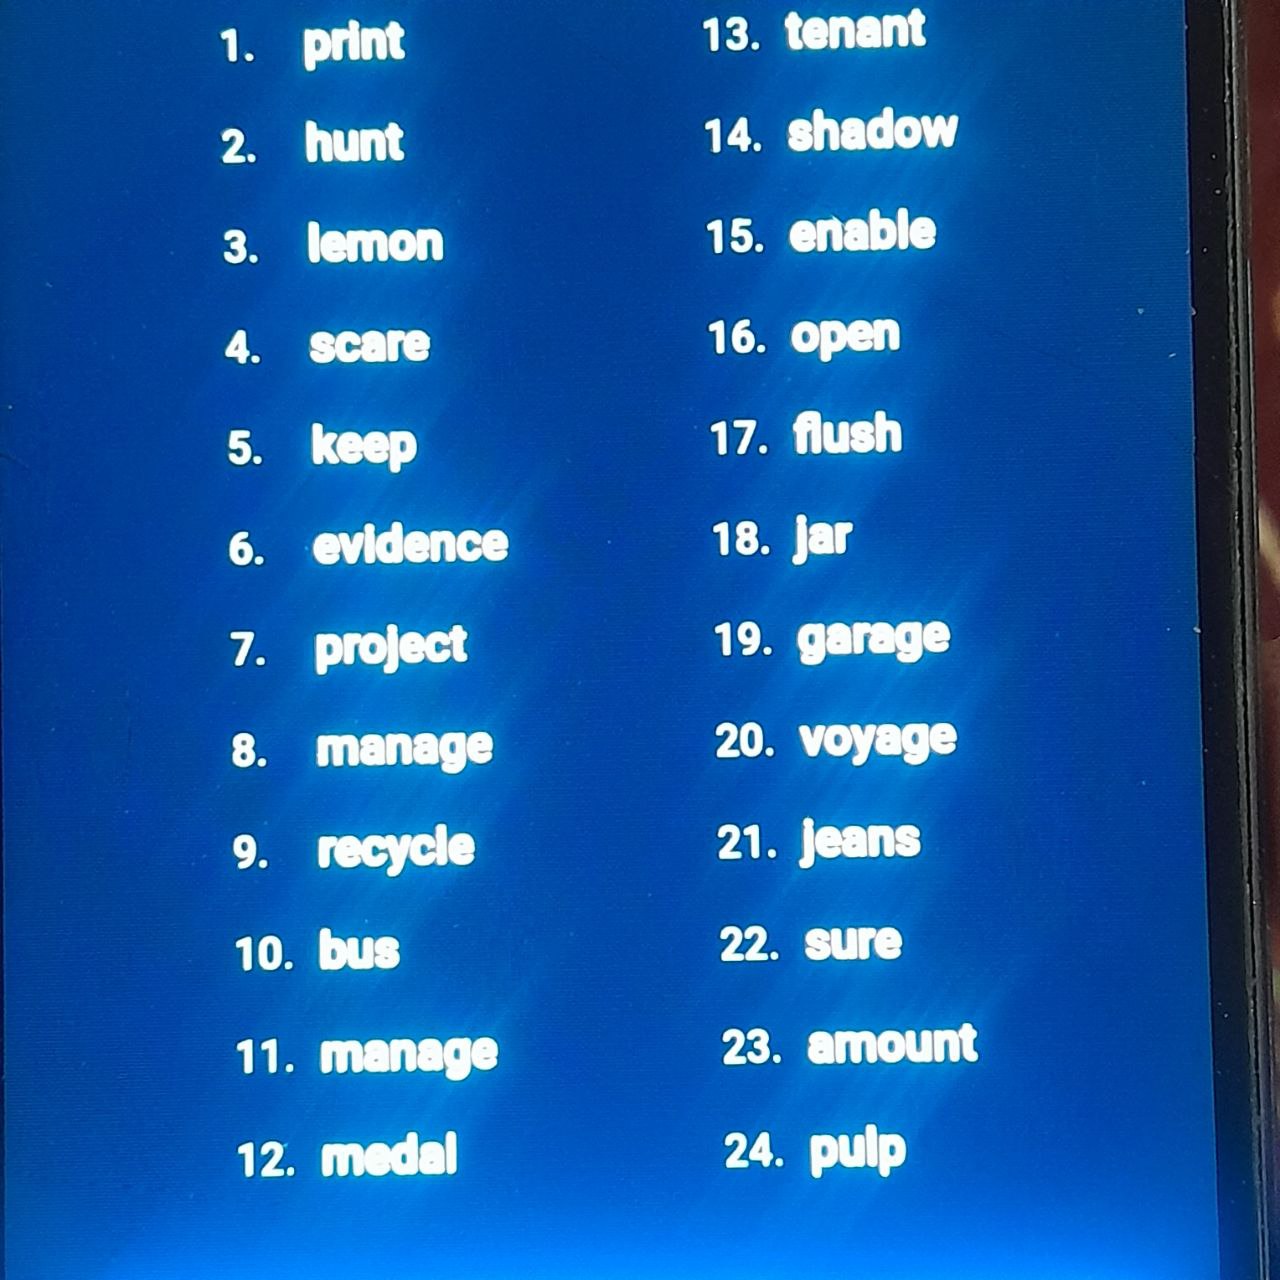 1. print
2. hunt
3. lemon
4. scare
5. keep
6. evidence
7. project
8. manage
9. recycle
10. bus
11. manage
12. medal
13. tenant
14. shadow
15. enable
16. open
17. flush
18. jar
19. garage
20. voyage
21. jeans
22. sure
23. amount
24. pulp